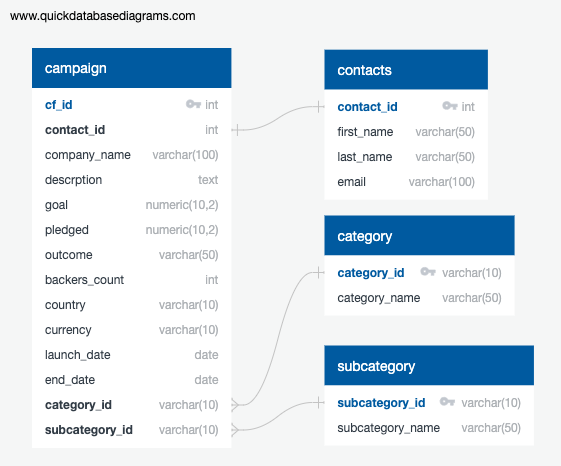 www.quickdatabasediagrams.com
campaign
cf_id int
contact_id int
company_name varchar(100)
descrption text
goal numeric(10,2)
pledged numeric(10,2)
outcome varchar(50)
backers_count int
country varchar(10)
currency varchar(10)
launch_date date
end_date date
category_id varchar(10)
subcategory_id varchar(10)
contacts
contact_id int
first_name varchar(50)
last_name varchar(50)
email varchar(100)
category
category_id varchar(10)
category_name varchar(50)
subcategory
subcategory_id varchar(10)
subcategory_name varchar(50)